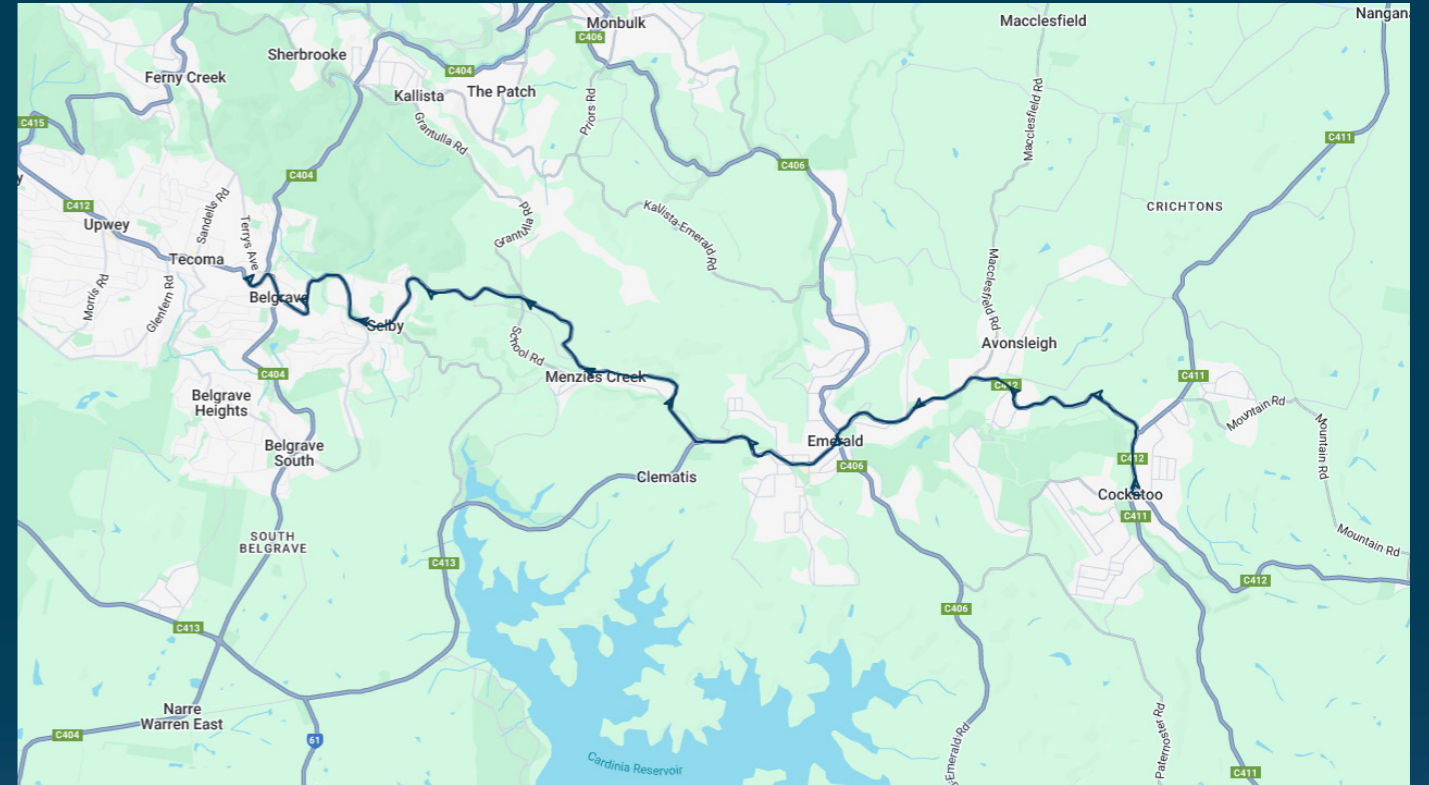 Macclesfield
Nangana
Monbulk
C406
Sherbrooke
C404
Ferny Creek
The Patch
Kallista
Priors Rd
Macclesfield Rd
C415
Grantulla Rd
C411
C406
C404
C412
Sandells Rd
CRICHTONS
Upwey
Terrys Ave
Grantulla Rd
Kallista-Emerald Rd
Tecoma
Macclesfield Rd
Morris Rd
Glenfern Rd
Belgrave
Selby
School Rd
Avonsleigh
C404
Menzies Creek
C411
C412
Belgrave
Heights
Mountain Rd
Mountain Rd
Emerald
Belgrave
South
C412
C406
Clematis
Cockatoo
C411
SOUTH
BELGRAVE
Mountain Rd
C413
C412
C406
C413
Narre
Warren East
C404
61
-Emerald Rd
Paternoster Rd
Cardinia Reservoir
C411